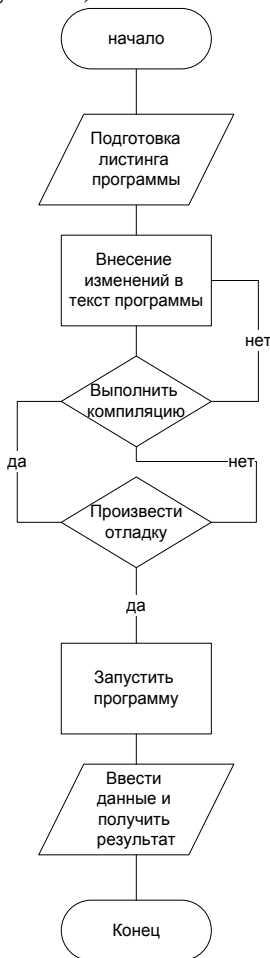 начало
Подготовка
листинга
программы
Внесение
изменений в
текст программы
нет
Выполнить
компиляцию
да
нет
Произвести
отладку
да
Запустить
программу
Ввести
данные и
получить
результат
Конец